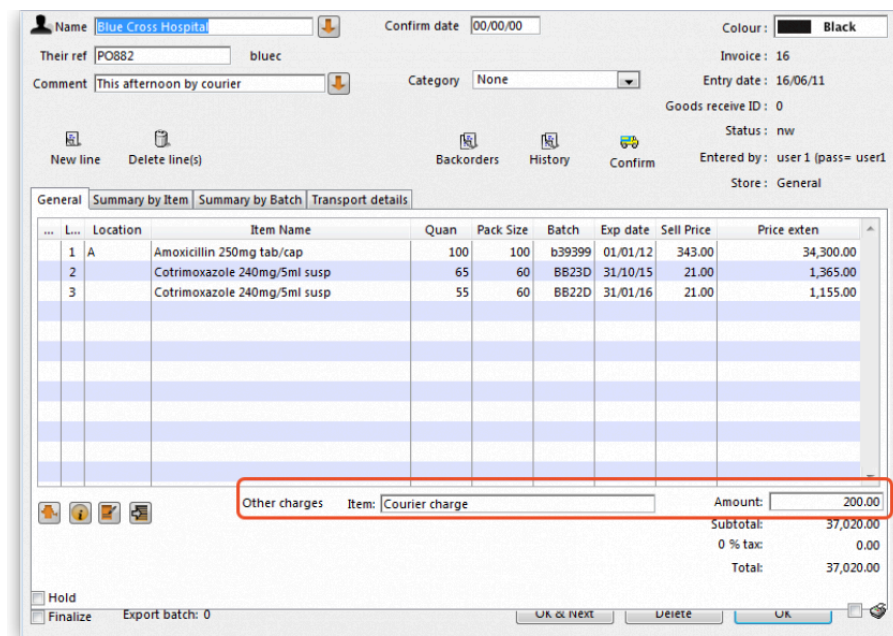 Name Blue Cross Hospital Confirm date 00/00/00 Colour : Black
Their ref PO882 bluec Invoice : 16
Comment This afternoon by courier Category None Entry date : 16/06/11
Goods receive ID : 0
Status : nw
New line Delete line(s) Backorders History Confirm Entered by : user 1 (pass= user1
Store : General
General Summary by Item Summary by Batch Transport details
... L... Location Item Name Quan Pack Size Batch Exp date Sell Price Price exten
1 A Amoxicillin 250mg tab/cap 100 100 b39399 01/01/12 343.00 34,300.00
2 Cotrimoxazole 240mg/5ml susp 65 60 BB23D 31/10/15 21.00 1,365.00
3 Cotrimoxazole 240mg/5ml susp 55 60 BB22D 31/01/16 21.00 1,155.00
Other charges Item: Courier charge Amount: 200.00
Subtotal: 37,020.00
0 % tax: 0.00
Total: 37,020.00
Hold
Finalize Export batch: 0 OK & Next Delete OK